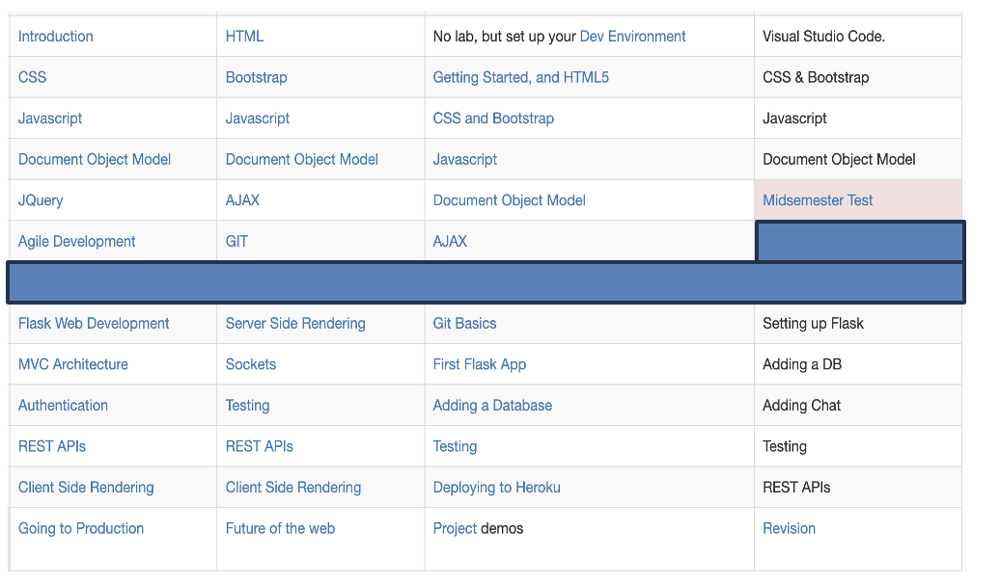 Introduction HTML No lab, but set up your Dev Environment Visual Studio Code.
CSS Bootstrap Getting Started, and HTML5 CSS & Bootstrap
Javascript Javascript CSS and Bootstrap Javascript
Document Object Model Document Object Model Javascript Document Object Model
JQuery AJAX Document Object Model Midsemester Test
Agile Development GIT AJAX
Flask Web Development Server Side Rendering Git Basics Setting up Flask
MVC Architecture Sockets First Flask App Adding a DB
Authentication Testing Adding a Database Adding Chat
REST APIs REST APIs Testing Testing
Client Side Rendering Client Side Rendering Deploying to Heroku REST APIs
Going to Production Future of the web Project demos Revision